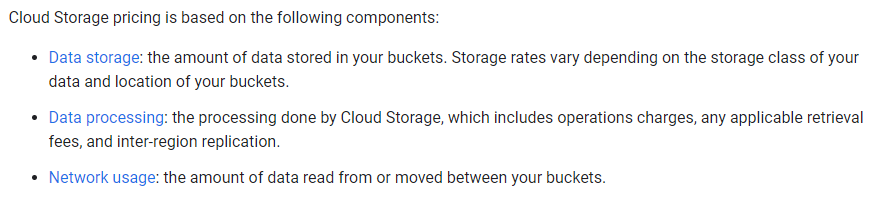 Cloud Storage pricing is based on the following components:
• Data storage: the amount of data stored in your buckets. Storage rates vary depending on the storage class of your
data and location of your buckets.
• Data processing: the processing done by Cloud Storage, which includes operations charges, any applicable retrieval
fees, and inter-region replication.
• Network usage: the amount of data read from or moved between your buckets.